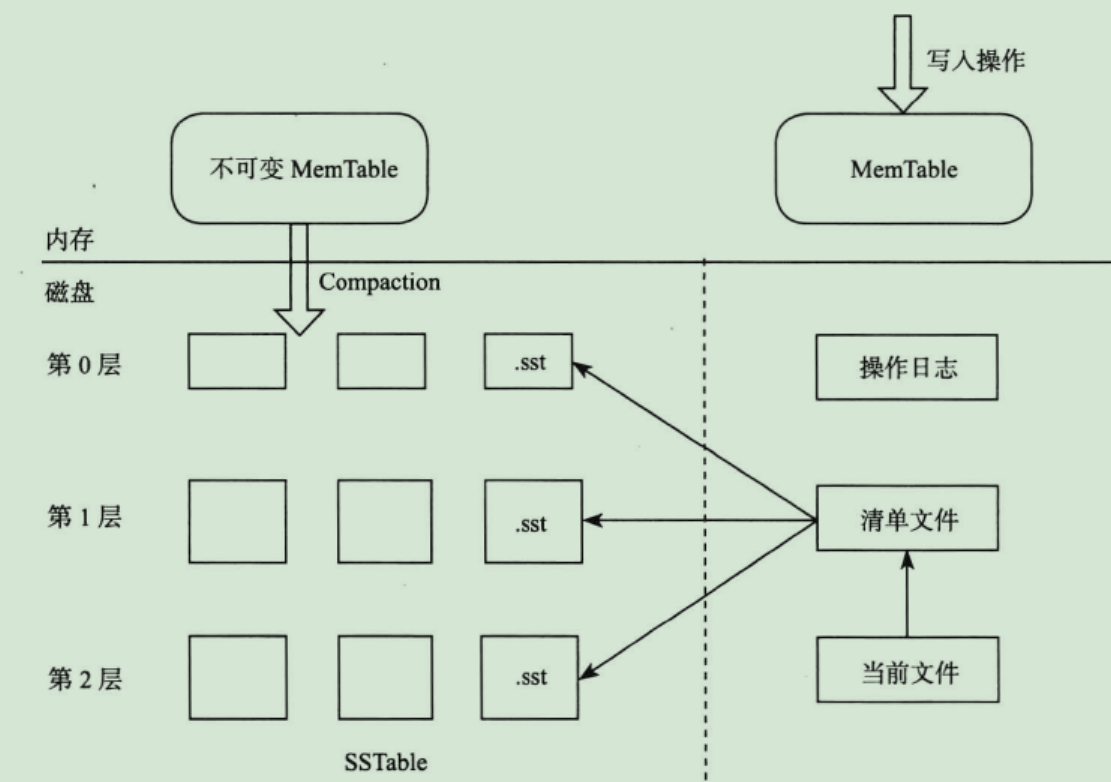 写入操作
不可变 MemTable
MemTable
内存
磁盘
Compaction
第 0 层
.sst
操作日志
第 1 层
.sst
清单文件
第 2 层
.sst
当前文件
SSTable